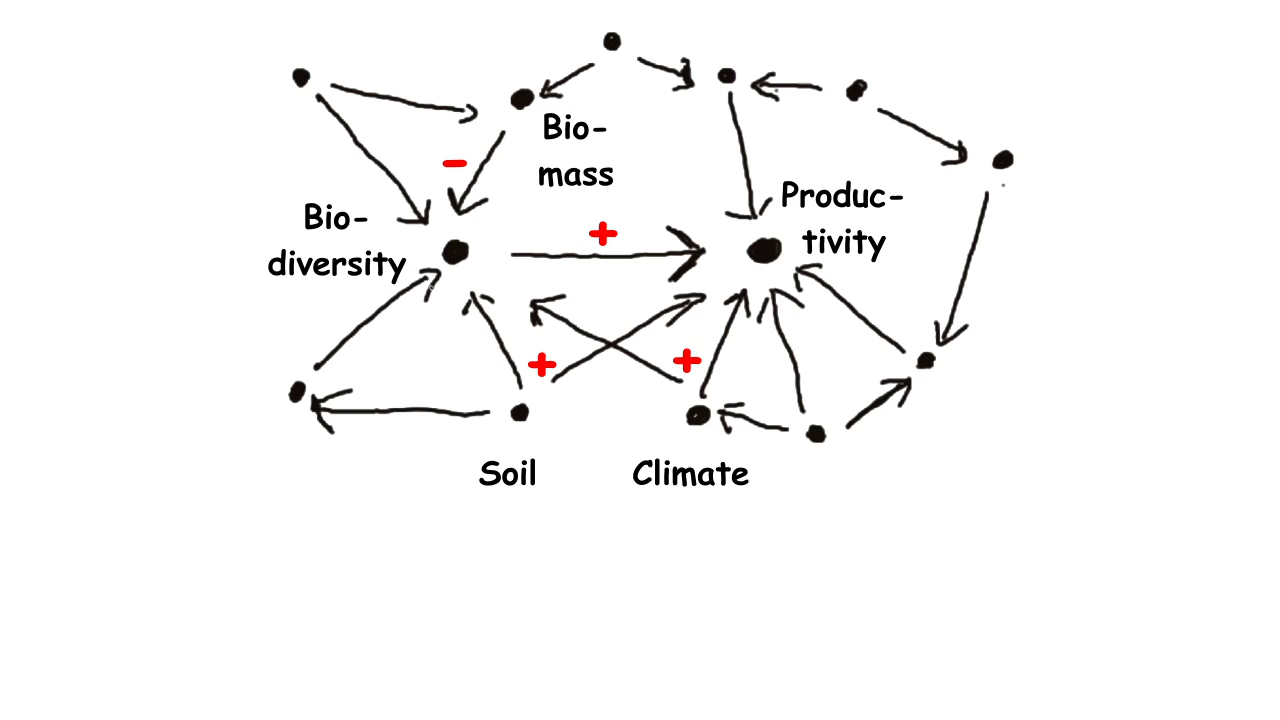 Bio-
mass
−
Produc-
tivity
Bio-
diversity
+
+
+
Soil
Climate